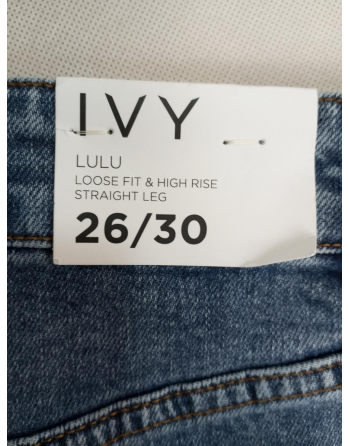 IVY
LULU
LOOSE FIT & HIGH RISE
STRAIGHT LEG
26/30